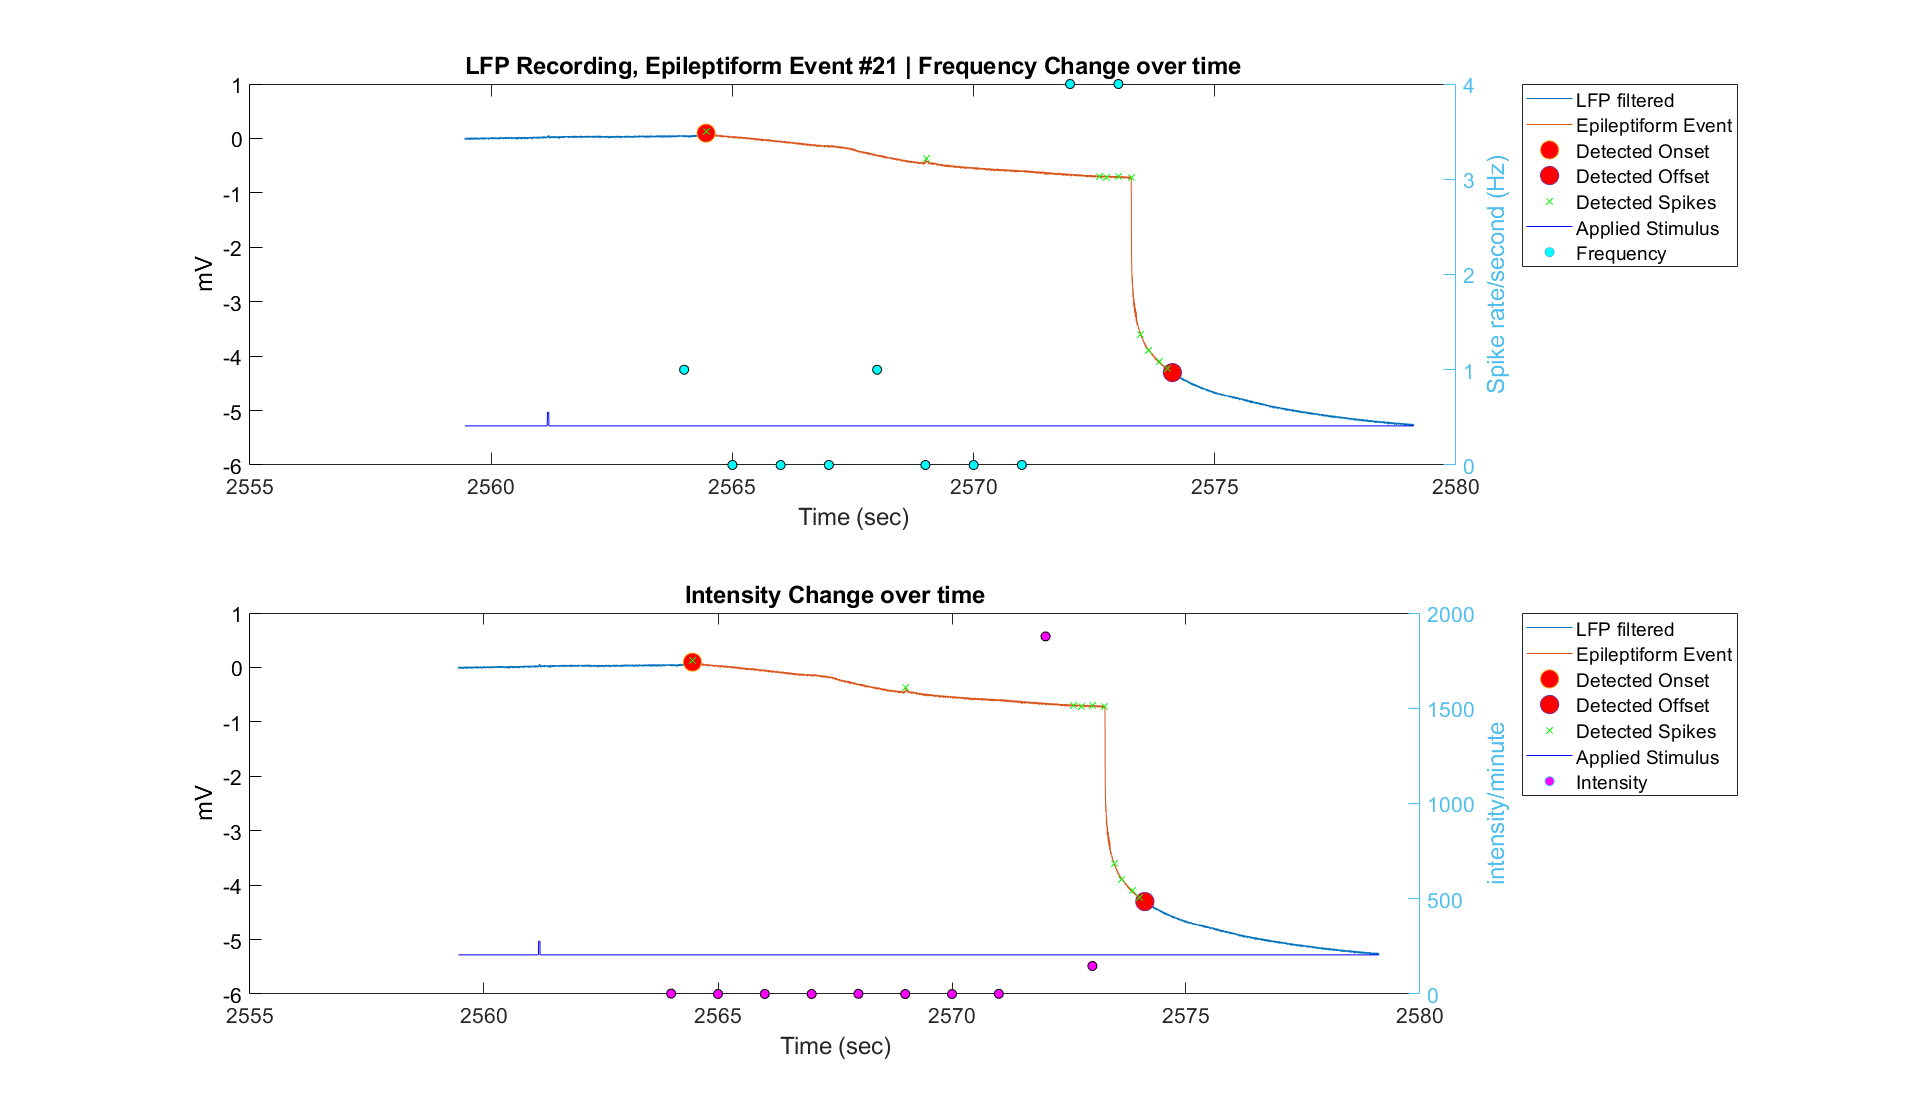 LFP Recording, Epileptiform Event #21 | Frequency Change over time
1
0
-1
-2
-3
-4
-5
-6
mV
2555
2560
2565
2570
2575
2580
Time (sec)
4
3
2
1
0
Spike rate/second (Hz)
LFP filtered
Epileptiform Event
Detected Onset
Detected Offset
Detected Spikes
Applied Stimulus
Frequency
Intensity Change over time
1
0
-1
-2
-3
-4
-5
-6
mV
2555
2560
2565
2570
2575
2580
Time (sec)
2000
1500
1000
500
0
intensity/minute
LFP filtered
Epileptiform Event
Detected Onset
Detected Offset
Detected Spikes
Applied Stimulus
Intensity